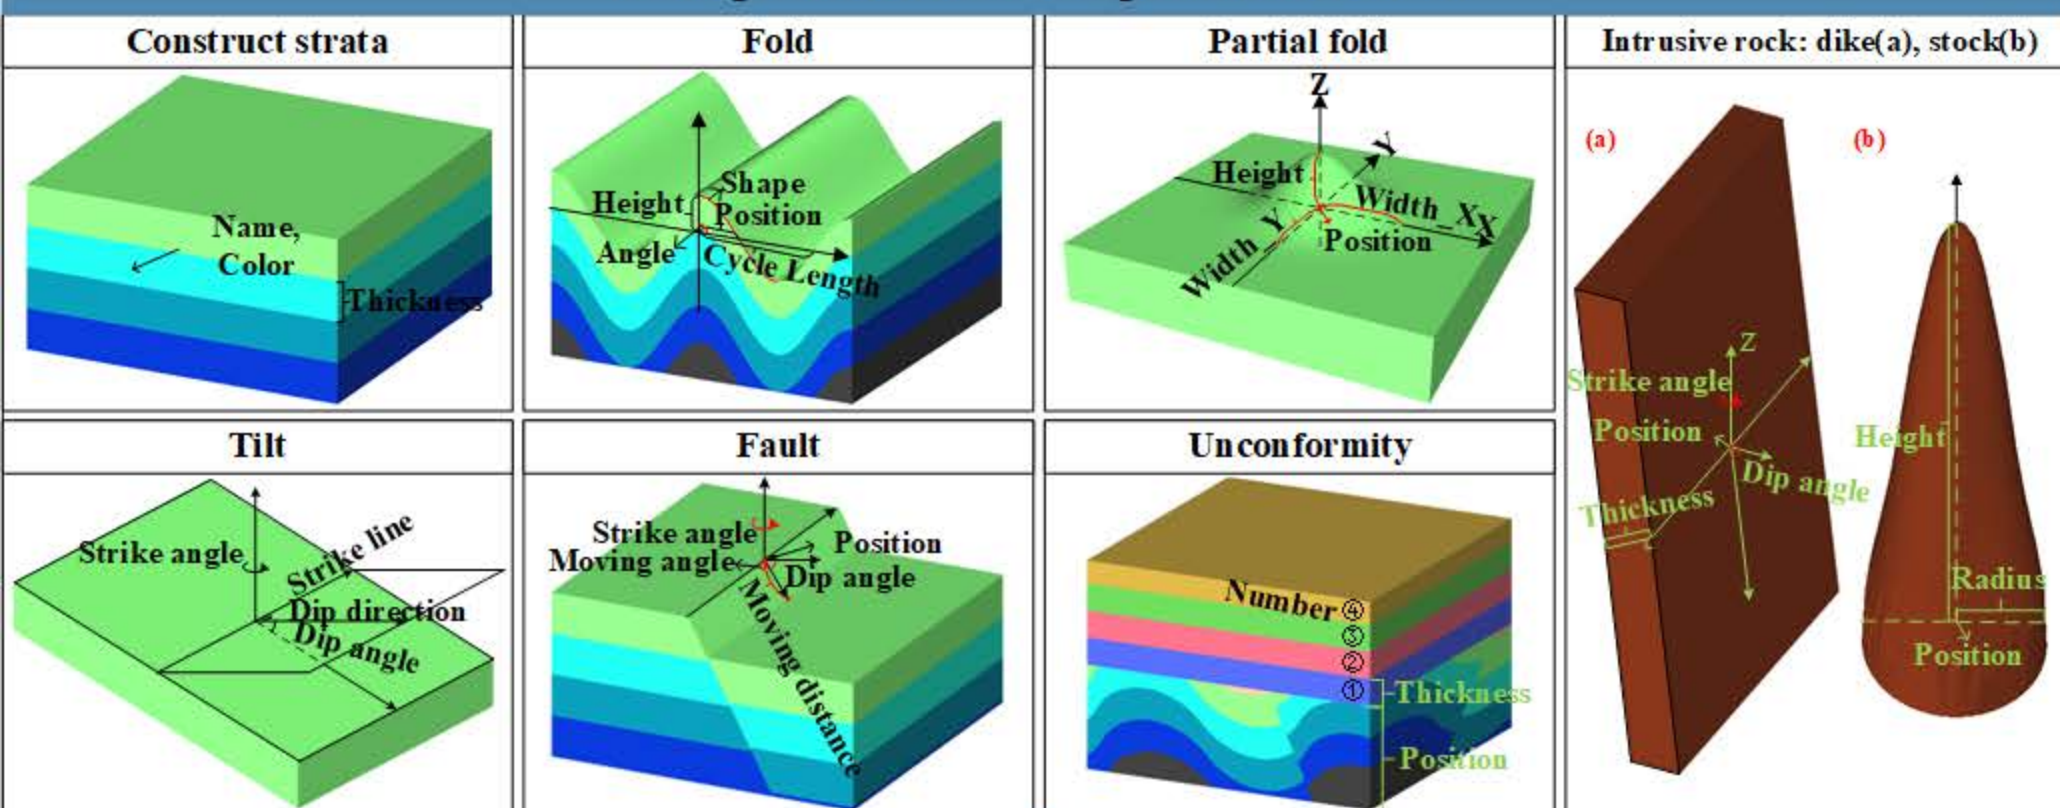 Construct strata
Name,
Color
Thickness
Fold
Height
Shape
Position
Angle
Cycle Length
Partial fold
Z
Y
Height
Width X
X
Width Y
Position
Intrusive rock: dike(a), stock(b)
(a)
(b)
Z
Strike angle
Position
Dip angle
Thickness
Height
Radius
Position
Tilt
Strike angle
Strike line
Dip direction
Dip angle
Fault
Strike angle
Moving angle
Position
Dip angle
Moving distance
Unconformity
Number ④
③
②
①
Thickness
Position